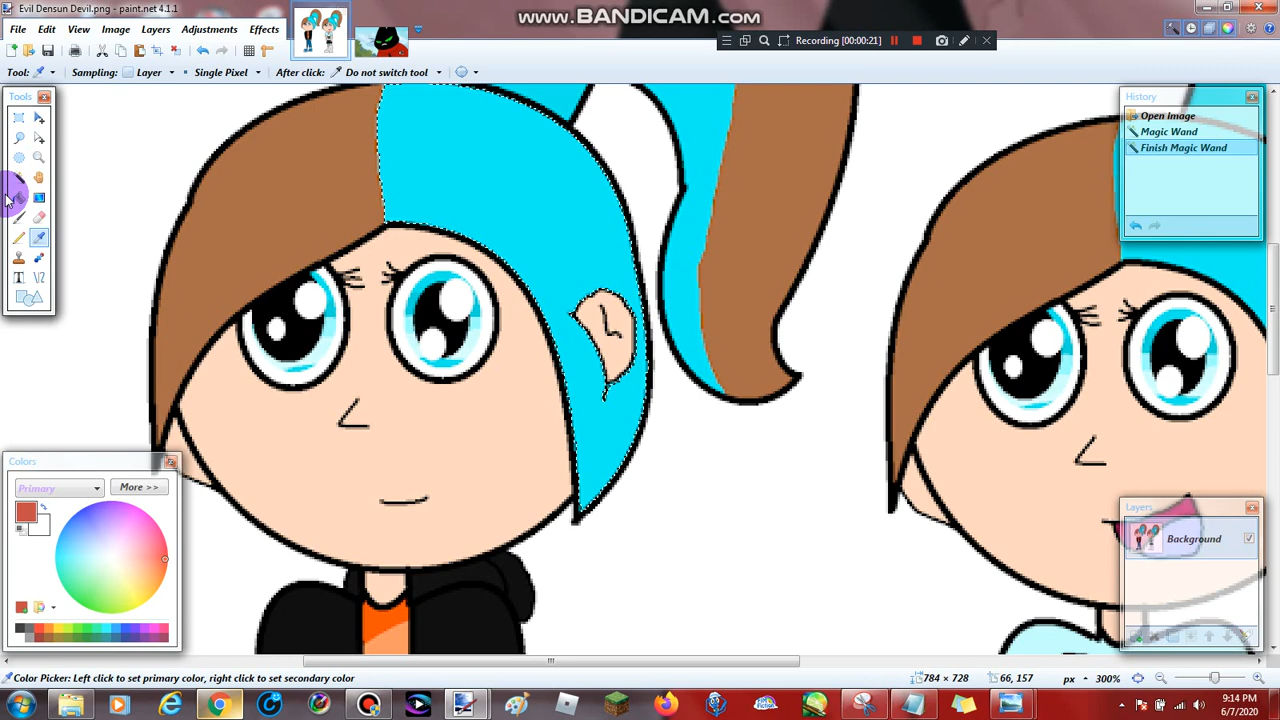 Evil Densun Devil.png - paint.net 4.1.1
www.BANDICAM.com
File Edit View Image Layers Adjustments Effects
Recording [00:00:21]
Tool: Sampling: Layer Single Pixel After click: Do not switch tool
Tools
History
Open Image
Magic Wand
Finish Magic Wand
Colors
Primary
More >>
Layers
Background
Color Picker: Left click to set primary color, right click to set secondary color
784 × 728
66, 157
px
300%
9:14 PM
6/7/2020